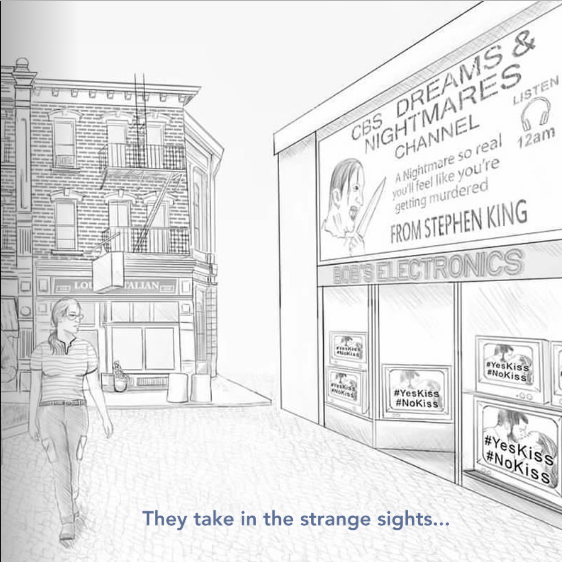 CBS DREAMS &
NIGHTMARES
CHANNEL
LISTEN
12am
A Nightmare so real
you'll feel like you're
getting murdered
FROM STEPHEN KING
BOB'S ELECTRONICS
LOU ITALIAN
#YesKiss
#NoKiss
#YesKiss
#NoKiss
#YesKiss
#NoKiss
#YesKiss
#NoKiss
#YesKiss
#NoKiss
They take in the strange sights...